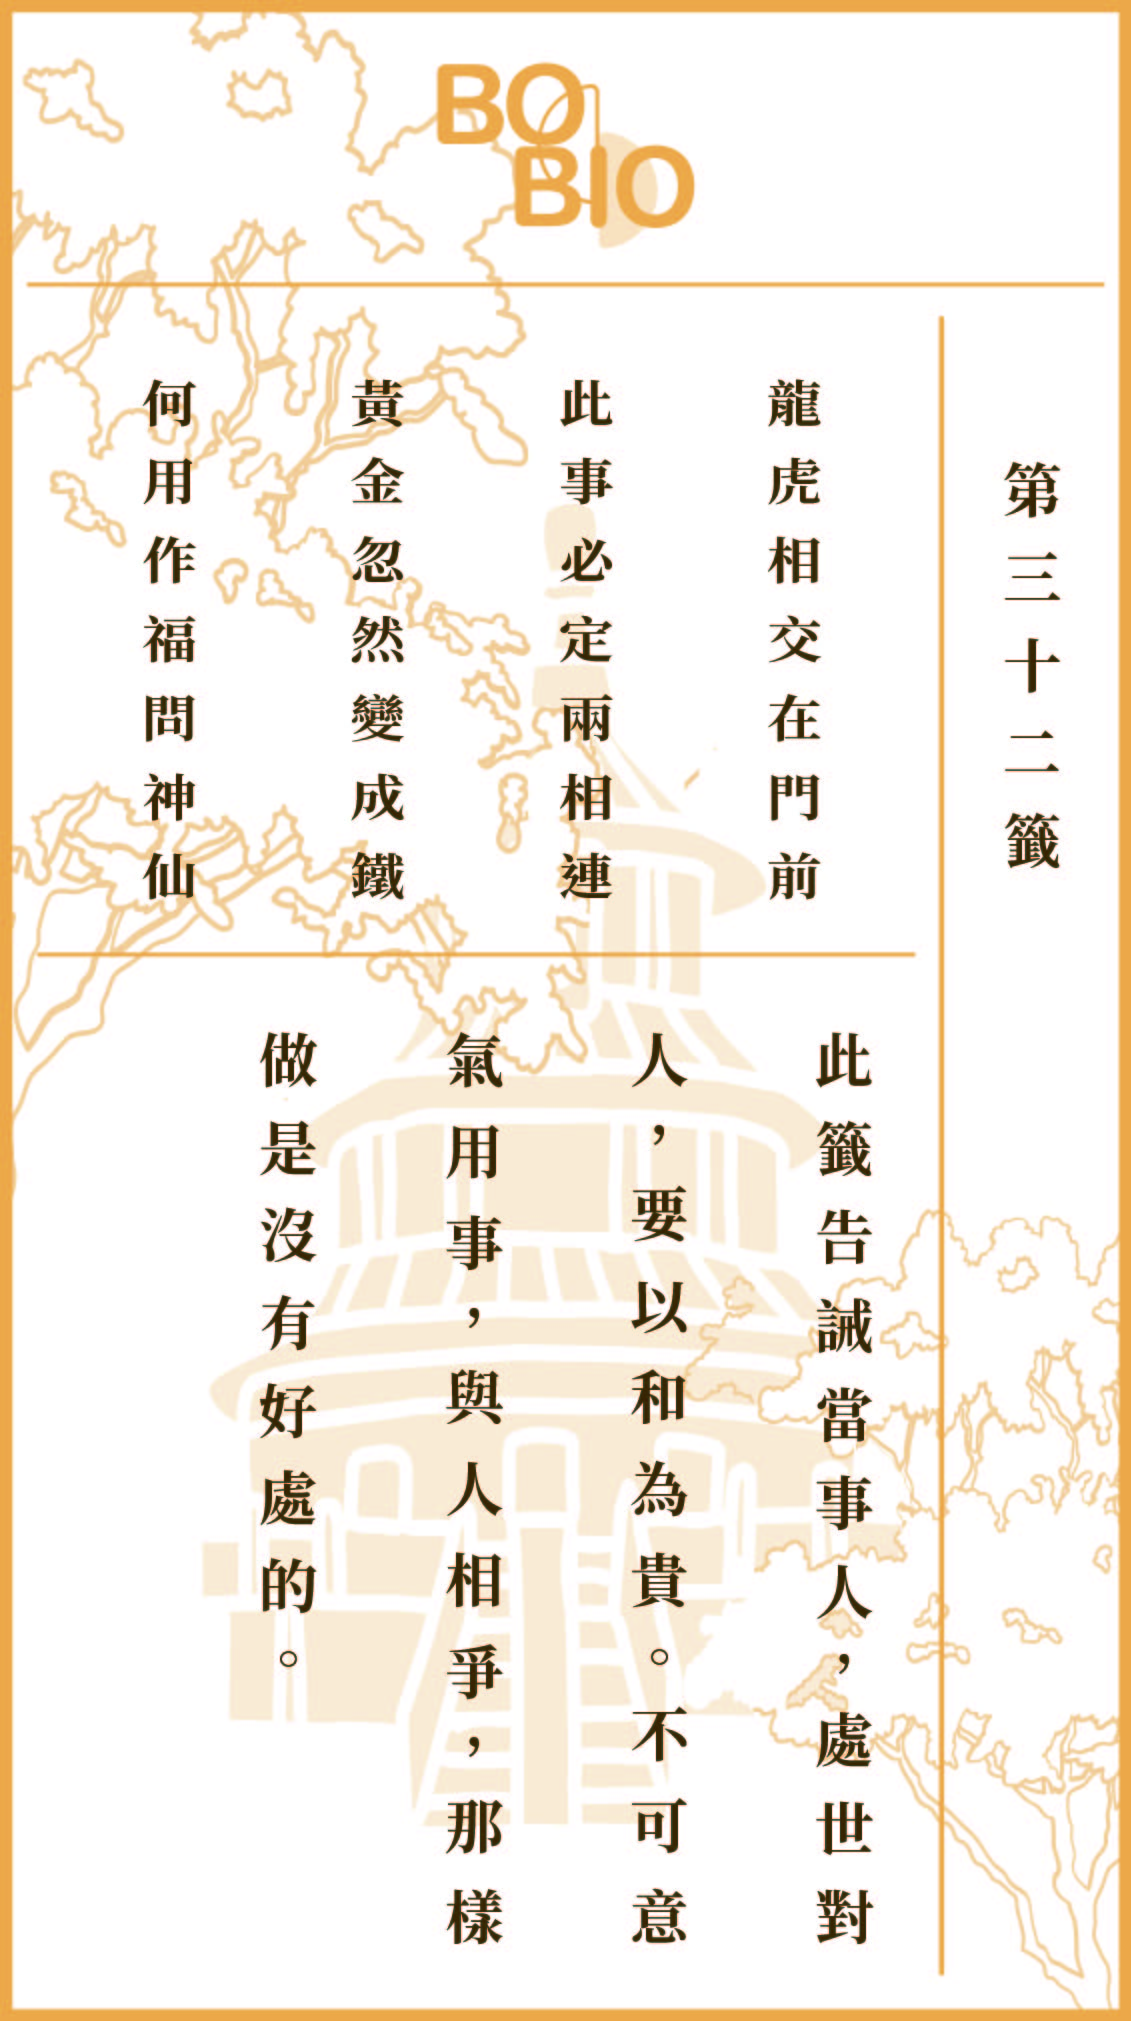 BO
BIO
第三十二籤
龍虎相交在門前
此事必定兩相連
黃金忽然變成鐵
何用作福問神仙
此籤告誡當事人，處世對
人，要以和為貴。不可意
氣用事，與人相爭，那樣
做是沒有好處的。